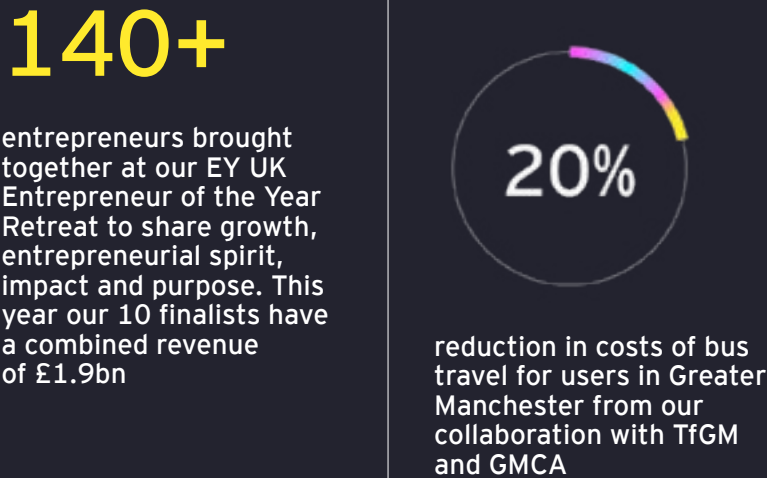 140+
entrepreneurs brought
together at our EY UK
Entrepreneur of the Year
Retreat to share growth,
entrepreneurial spirit,
impact and purpose. This
year our 10 finalists have
a combined revenue
of £1.9bn
20%
reduction in costs of bus
travel for users in Greater
Manchester from our
collaboration with TfGM
and GMCA